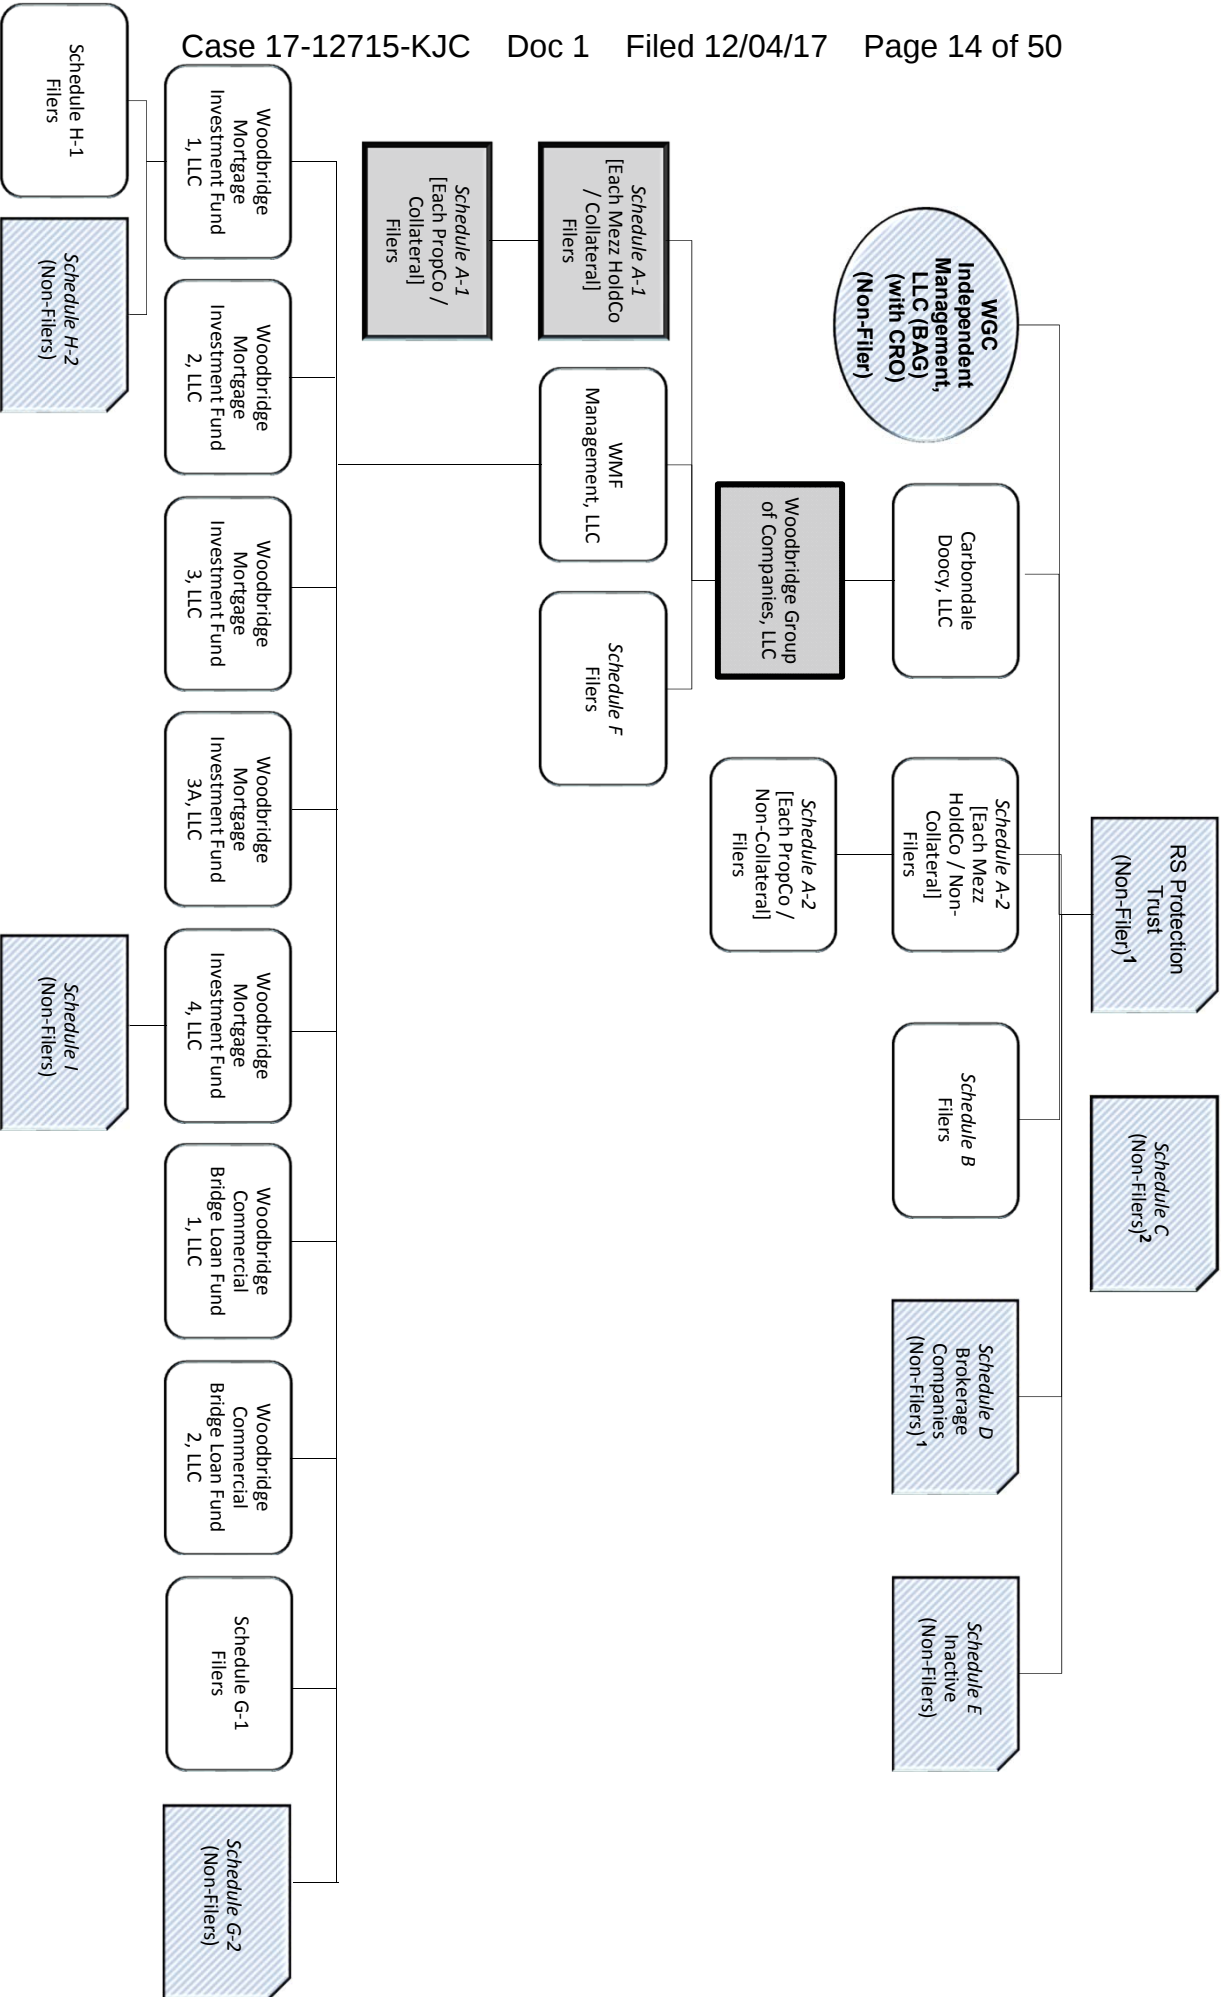 Case 17-12715-KJC Doc 1 Filed 12/04/17 Page 14 of 50
RS Protection
Trust
(Non-Filer)¹
Schedule C
(Non-Filers)²
WGC
Independent
Management,
LLC (BAG)
(with CRO)
(Non-Filer)
Carbondale
Doocy, LLC
Schedule A-2
[Each Mezz
HoldCo / Non-
Collateral]
Filers
Schedule B
Filers
Schedule D
Brokerage
Companies
(Non-Filers) ¹
Schedule E
Inactive
(Non-Filers)
Woodbridge Group
of Companies, LLC
Schedule A-2
[Each PropCo /
Non-Collateral]
Filers
Schedule A-1
[Each Mezz HoldCo
/ Collateral]
Filers
WMF
Management, LLC
Schedule F
Filers
Schedule A-1
[Each PropCo /
Collateral]
Filers
Woodbridge
Mortgage
Investment Fund
1, LLC
Woodbridge
Mortgage
Investment Fund
2, LLC
Woodbridge
Mortgage
Investment Fund
3, LLC
Woodbridge
Mortgage
Investment Fund
3A, LLC
Woodbridge
Mortgage
Investment Fund
4, LLC
Woodbridge
Commercial
Bridge Loan Fund
1, LLC
Woodbridge
Commercial
Bridge Loan Fund
2, LLC
Schedule G-1
Filers
Schedule G-2
(Non-Filers)
Schedule H-1
Filers
Schedule H-2
(Non-Filers)
Schedule I
(Non-Filers)